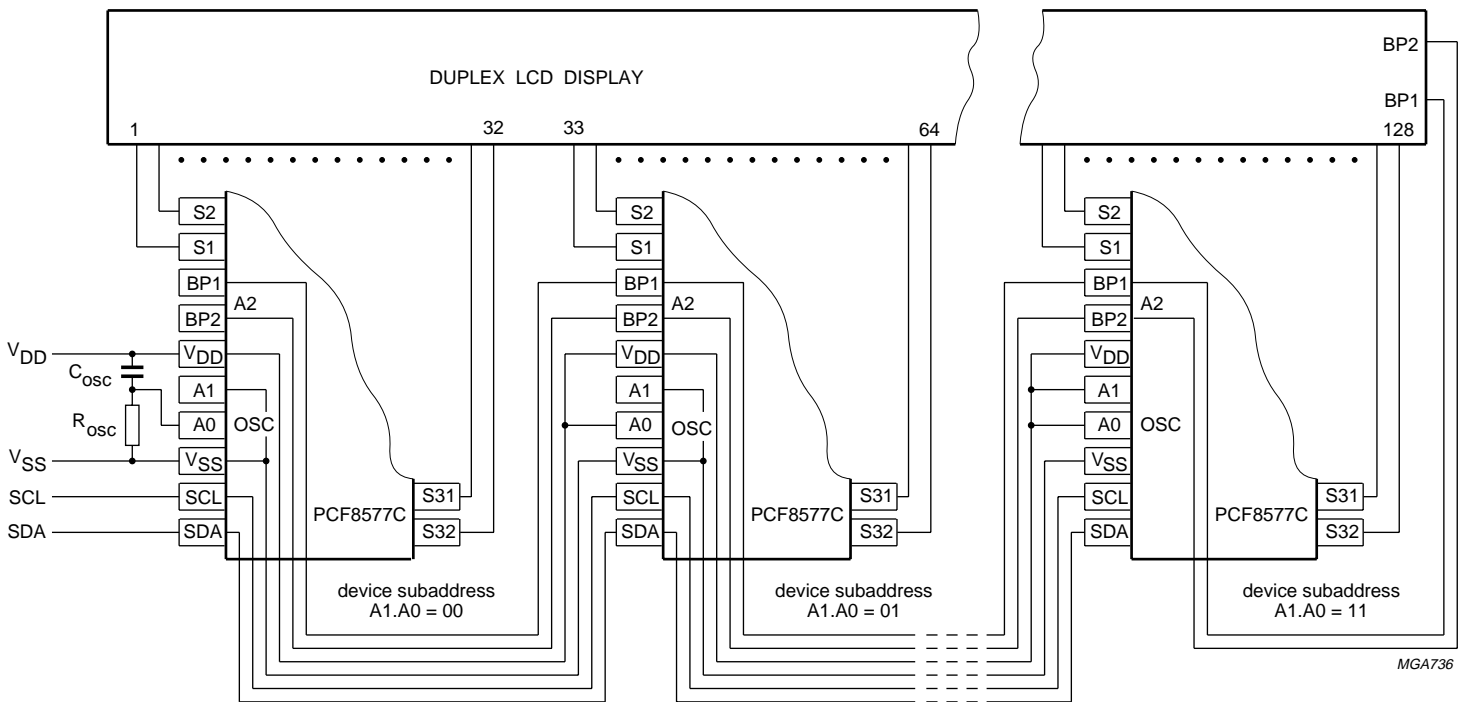 DUPLEX LCD DISPLAY
BP2
BP1
1
32
33
64
128
S2
S1
BP1
A2
BP2
VDD
A1
A0
OSC
VSS
SCL
SDA
PCF8577C
S31
S32
VDD
Cosc
Rosc
VSS
SCL
SDA
device subaddress
A1.A0 = 00
S2
S1
BP1
A2
BP2
VDD
A1
A0
OSC
VSS
SCL
SDA
PCF8577C
S31
S32
device subaddress
A1.A0 = 01
S2
S1
BP1
A2
BP2
VDD
A1
A0
OSC
VSS
SCL
SDA
PCF8577C
S31
S32
device subaddress
A1.A0 = 11
MGA736